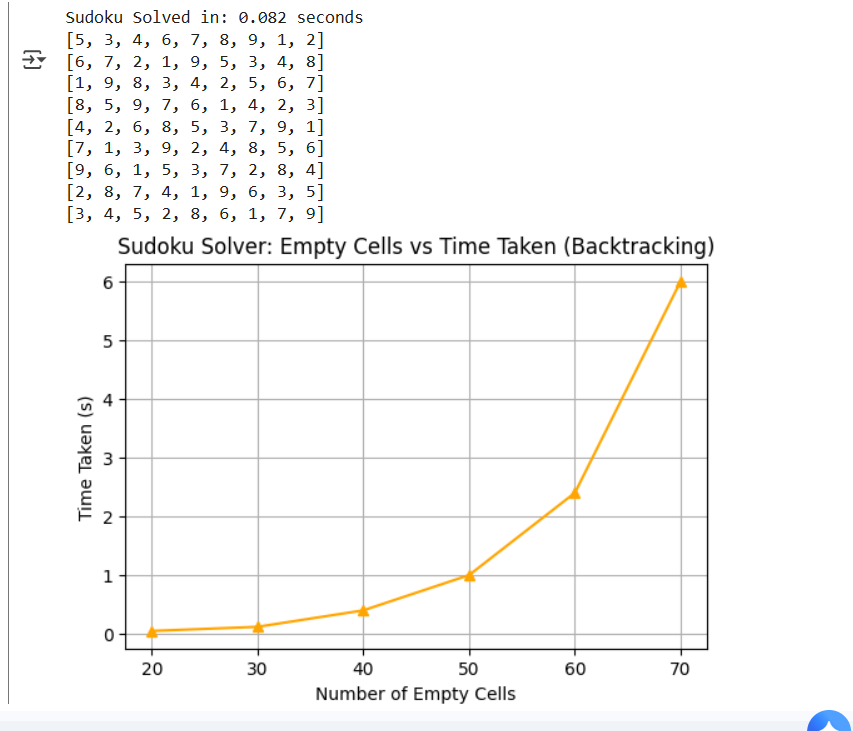 Sudoku Solved in: 0.082 seconds
[5, 3, 4, 6, 7, 8, 9, 1, 2]
[6, 7, 2, 1, 9, 5, 3, 4, 8]
[1, 9, 8, 3, 4, 2, 5, 6, 7]
[8, 5, 9, 7, 6, 1, 4, 2, 3]
[4, 2, 6, 8, 5, 3, 7, 9, 1]
[7, 1, 3, 9, 2, 4, 8, 5, 6]
[9, 6, 1, 5, 3, 7, 2, 8, 4]
[2, 8, 7, 4, 1, 9, 6, 3, 5]
[3, 4, 5, 2, 8, 6, 1, 7, 9]
Sudoku Solver: Empty Cells vs Time Taken (Backtracking)
6
5
4
3
2
1
0
Time Taken (s)
20 30 40 50 60 70
Number of Empty Cells